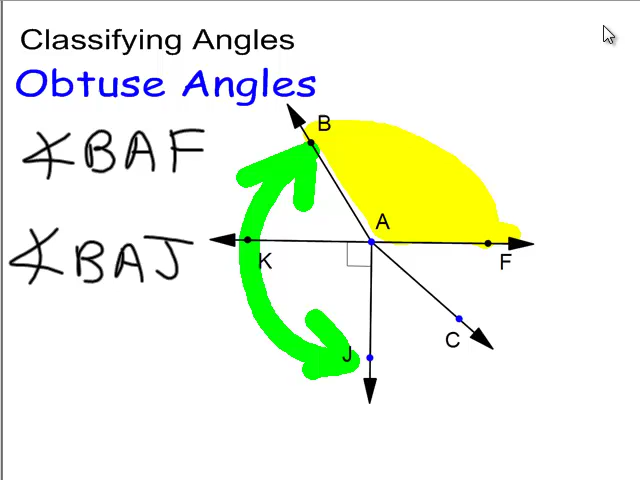 Classifying Angles
Obtuse Angles
B
∡BAF
A
∡BAJ
K
F
C
J